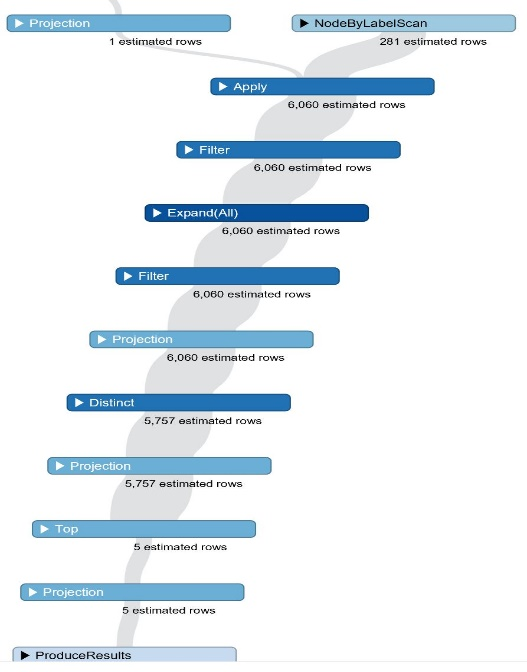 ▶ Projection
1 estimated rows
▶ NodeByLabelScan
281 estimated rows
▶ Apply
6,060 estimated rows
▶ Filter
6,060 estimated rows
▶ Expand(All)
6,060 estimated rows
▶ Filter
6,060 estimated rows
▶ Projection
6,060 estimated rows
▶ Distinct
5,757 estimated rows
▶ Projection
5,757 estimated rows
▶ Top
5 estimated rows
▶ Projection
5 estimated rows
▶ ProduceResults